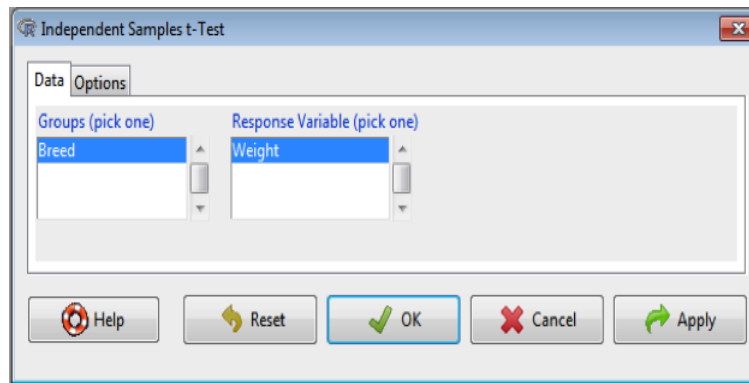 Independent Samples t-Test
Data Options
Groups (pick one) Response Variable (pick one)
Breed Weight
Help Reset OK Cancel Apply